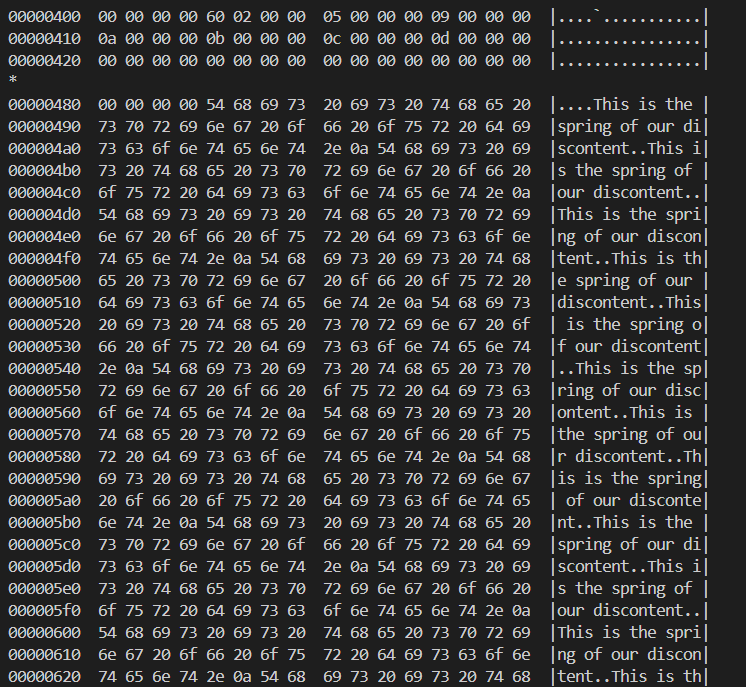 00000400  00 00 00 00 60 02 00 00  05 00 00 00 09 00 00 00  |....`...........|
00000410  0a 00 00 00 0b 00 00 00  0c 00 00 00 0d 00 00 00  |................|
00000420  00 00 00 00 00 00 00 00  00 00 00 00 00 00 00 00  |................|
*
00000480  00 00 00 00 54 68 69 73  20 69 73 20 74 68 65 20  |....This is the |
00000490  73 70 72 69 6e 67 20 6f  66 20 6f 75 72 20 64 69  |spring of our di|
000004a0  73 63 6f 6e 74 65 6e 74  2e 0a 54 68 69 73 20 69  |scontent..This i|
000004b0  73 20 74 68 65 20 73 70  72 69 6e 67 20 6f 66 20  |s the spring of |
000004c0  6f 75 72 20 64 69 73 63  6f 6e 74 65 6e 74 2e 0a  |our discontent..|
000004d0  54 68 69 73 20 69 73 20  74 68 65 20 73 70 72 69  |This is the spri|
000004e0  6e 67 20 6f 66 20 6f 75  72 20 64 69 73 63 6f 6e  |ng of our discon|
000004f0  74 65 6e 74 2e 0a 54 68  69 73 20 69 73 20 74 68  |tent..This is th|
00000500  65 20 73 70 72 69 6e 67  20 6f 66 20 6f 75 72 20  |e spring of our |
00000510  64 69 73 63 6f 6e 74 65  6e 74 2e 0a 54 68 69 73  |discontent..This|
00000520  20 69 73 20 74 68 65 20  73 70 72 69 6e 67 20 6f  | is the spring o|
00000530  66 20 6f 75 72 20 64 69  73 63 6f 6e 74 65 6e 74  |f our discontent|
00000540  2e 0a 54 68 69 73 20 69  73 20 74 68 65 20 73 70  |..This is the sp|
00000550  72 69 6e 67 20 6f 66 20  6f 75 72 20 64 69 73 63  |ring of our disc|
00000560  6f 6e 74 65 6e 74 2e 0a  54 68 69 73 20 69 73 20  |ontent..This is |
00000570  74 68 65 20 73 70 72 69  6e 67 20 6f 66 20 6f 75  |the spring of ou|
00000580  72 20 64 69 73 63 6f 6e  74 65 6e 74 2e 0a 54 68  |r discontent..Th|
00000590  69 73 20 69 73 20 74 68  65 20 73 70 72 69 6e 67  |is is the spring|
000005a0  20 6f 66 20 6f 75 72 20  64 69 73 63 6f 6e 74 65  | of our disconte|
000005b0  6e 74 2e 0a 54 68 69 73  20 69 73 20 74 68 65 20  |nt..This is the |
000005c0  73 70 72 69 6e 67 20 6f  66 20 6f 75 72 20 64 69  |spring of our di|
000005d0  73 63 6f 6e 74 65 6e 74  2e 0a 54 68 69 73 20 69  |scontent..This i|
000005e0  73 20 74 68 65 20 73 70  72 69 6e 67 20 6f 66 20  |s the spring of |
000005f0  6f 75 72 20 64 69 73 63  6f 6e 74 65 6e 74 2e 0a  |our discontent..|
00000600  54 68 69 73 20 69 73 20  74 68 65 20 73 70 72 69  |This is the spri|
00000610  6e 67 20 6f 66 20 6f 75  72 20 64 69 73 63 6f 6e  |ng of our discon|
00000620  74 65 6e 74 2e 0a 54 68  69 73 20 69 73 20 74 68  |tent..This is th|